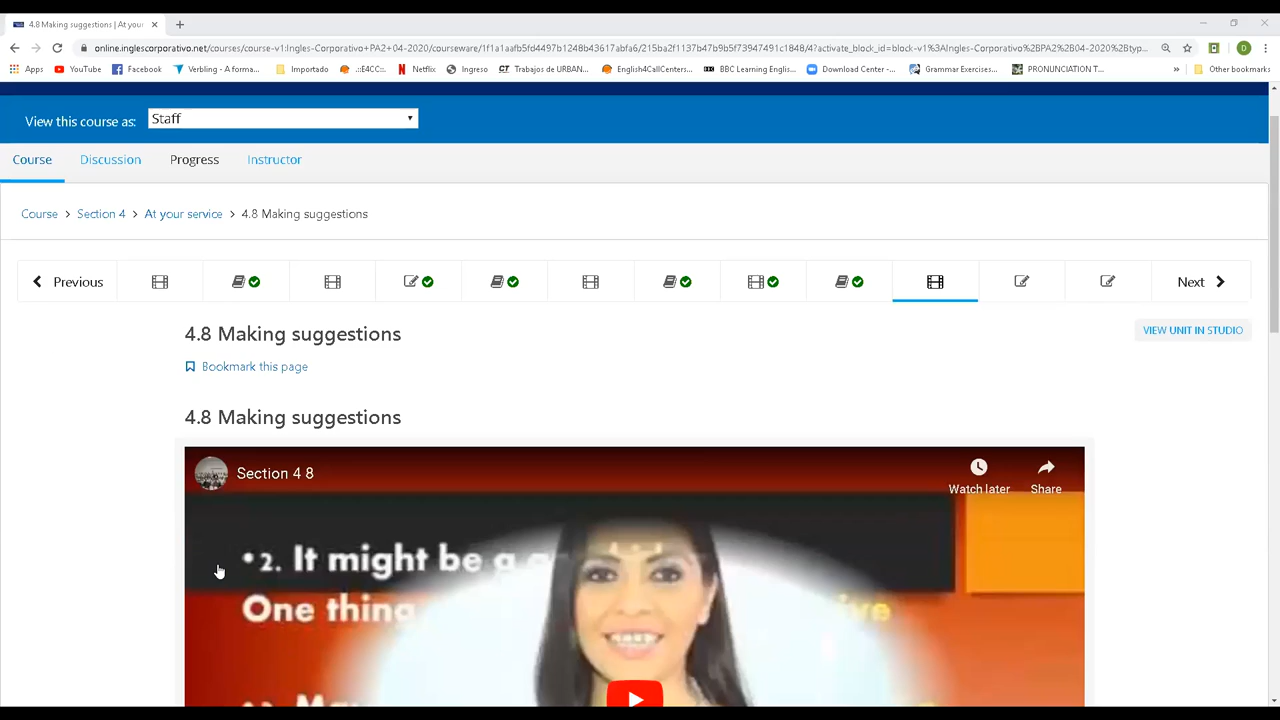 4.8 Making suggestions | At your
online.inglescorporativo.net/courses/course-v1:Ingles-Corporativo+PA2+04-2020/courseware/1f1a1aafb5fd4497b1248b43617abfa6/215ba2f1137b47b9b5f73947491c1848/4?activate_block_id=block-v1%3AIngles-Corporativo%2BPA2%2B04-2020%2Btyp...
D
Apps YouTube Facebook Verbling - A forma... Importado .::E4CC::. Netflix Ingreso Trabajos de URBAN... English4CallCenters... BBC Learning Englis... Download Center -... Grammar Exercises... PRONUNCIATION T... » Other bookmarks
View this course as: Staff
Course Discussion Progress Instructor
Course > Section 4 > At your service > 4.8 Making suggestions
Previous Next
4.8 Making suggestions
VIEW UNIT IN STUDIO
Bookmark this page
4.8 Making suggestions
Section 4 8
Watch later Share
•2. It might be a
One thing